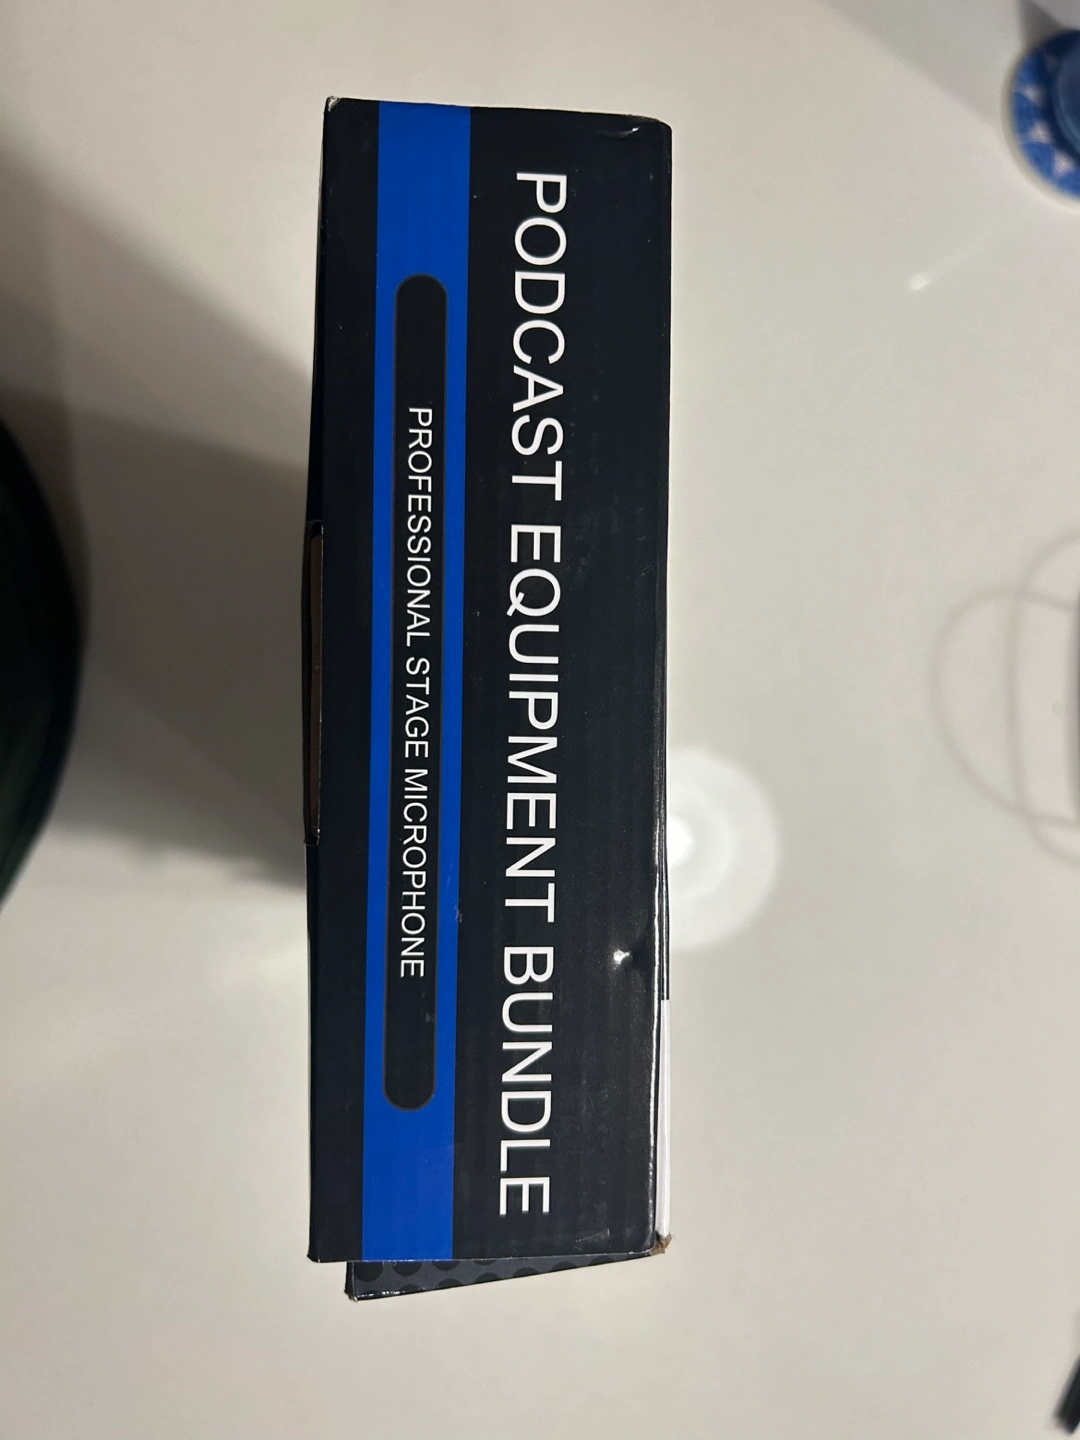 PODCAST EQUIPMENT BUNDLE
PROFESSIONAL STAGE MICROPHONE